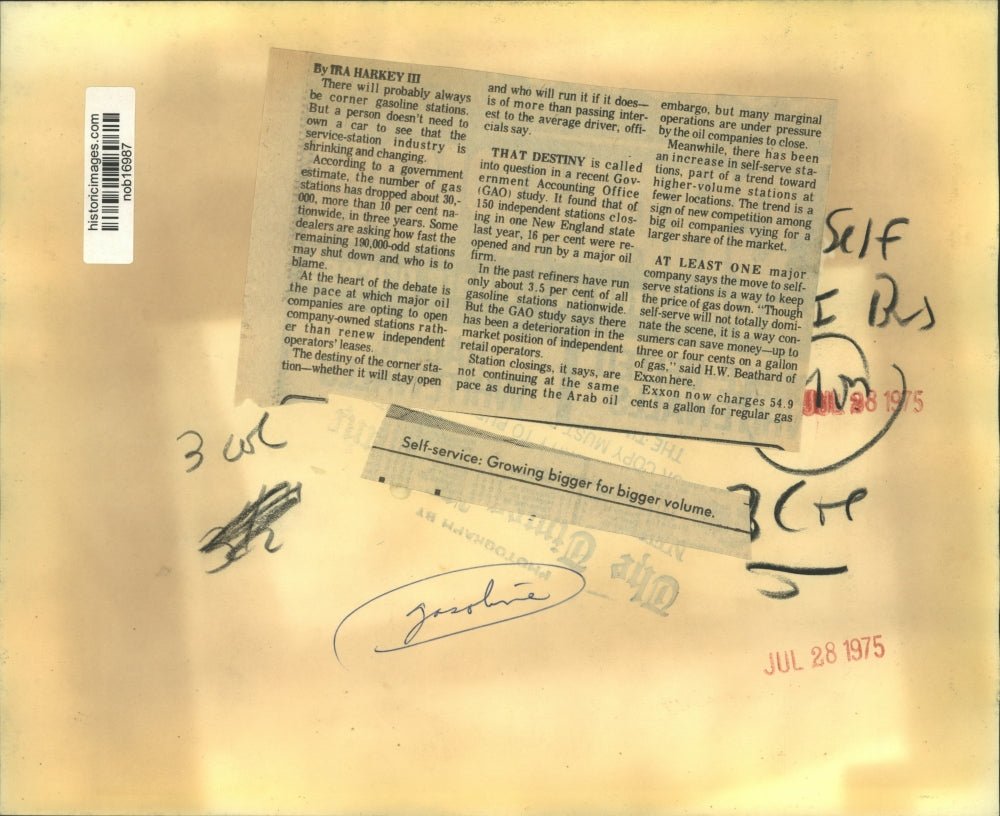 historicimages.com
nob16987
By IRA HARKEY III
There will probably always
be corner gasoline stations.
But a person doesn't need to
own a car to see that the
service-station industry is
shrinking and changing.
According to a government
estimate, the number of gas
stations has dropped about 30,-
000, more than 10 per cent na-
tionwide, in three years. Some
dealers are asking how fast the
remaining 190,000-odd stations
may shut down and who is to
blame.
At the heart of the debate is
the pace at which major oil
companies are opting to open
company-owned stations rath-
er than renew independent
operators' leases.
The destiny of the corner sta-
tion—whether it will stay open
and who will run it if it does—
is of more than passing inter-
est to the average driver, offi-
cials say.
THAT DESTINY is called
into question in a recent Gov-
ernment Accounting Office
(GAO) study. It found that of
150 independent stations clos-
ing in one New England state
last year, 16 per cent were re-
opened and run by a major oil
firm.
In the past refiners have run
only about 3.5 per cent of all
gasoline stations nationwide.
But the GAO study says there
has been a deterioration in the
market position of independent
retail operators.
Station closings, it says, are
not continuing at the same
pace as during the Arab oil
embargo, but many marginal
operations are under pressure
by the oil companies to close.
Meanwhile, there has been
an increase in self-serve sta-
tions, part of a trend toward
higher-volume stations at
fewer locations. The trend is a
sign of new competition among
big oil companies vying for a
larger share of the market.
AT LEAST ONE major
company says the move to self-
serve stations is a way to keep
the price of gas down. "Though
self-serve will not totally domi-
nate the scene, it is a way con-
sumers can save money—up to
three or four cents on a gallon
of gas," said H.W. Beathard of
Exxon here.
Exxon now charges 54.9
cents a gallon for regular gas
Self
JUL 28 1975
3 col
Self-service: Growing bigger for bigger volume.
PHOTOGRAPH BY
The Times
gasoline
JUL 28 1975